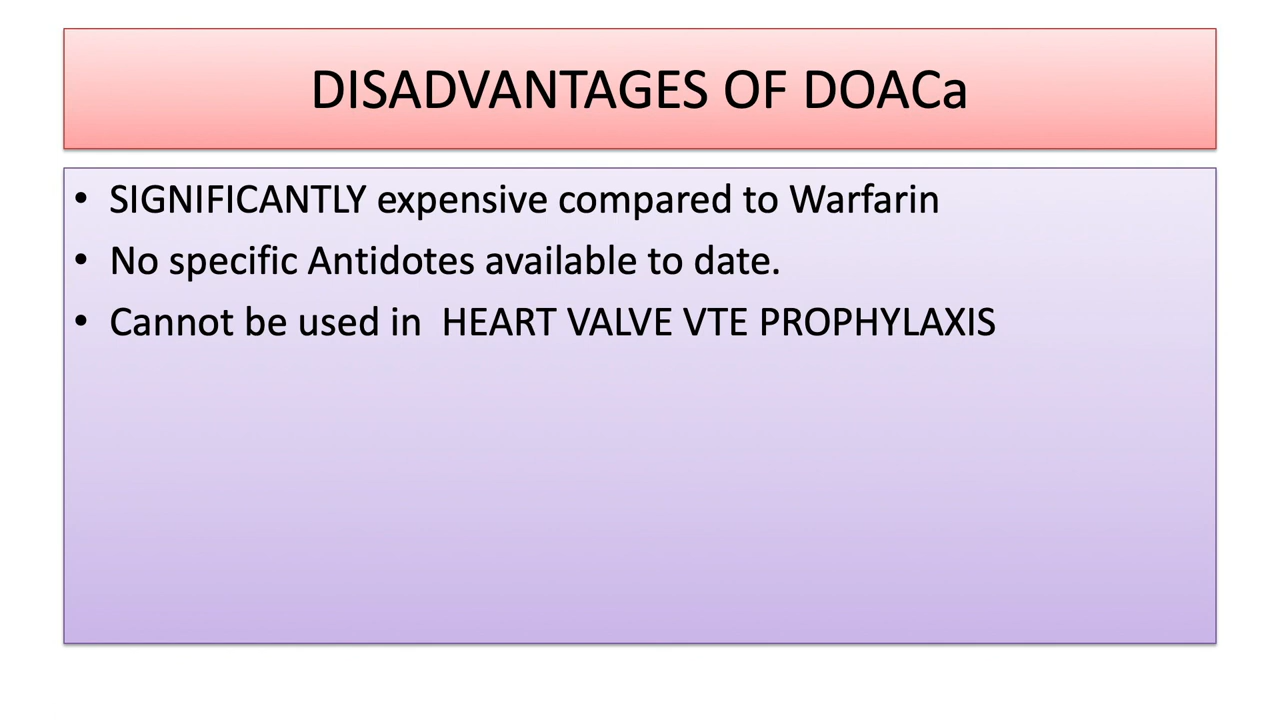 DISADVANTAGES OF DOACa
• SIGNIFICANTLY expensive compared to Warfarin
• No specific Antidotes available to date.
• Cannot be used in  HEART VALVE VTE PROPHYLAXIS